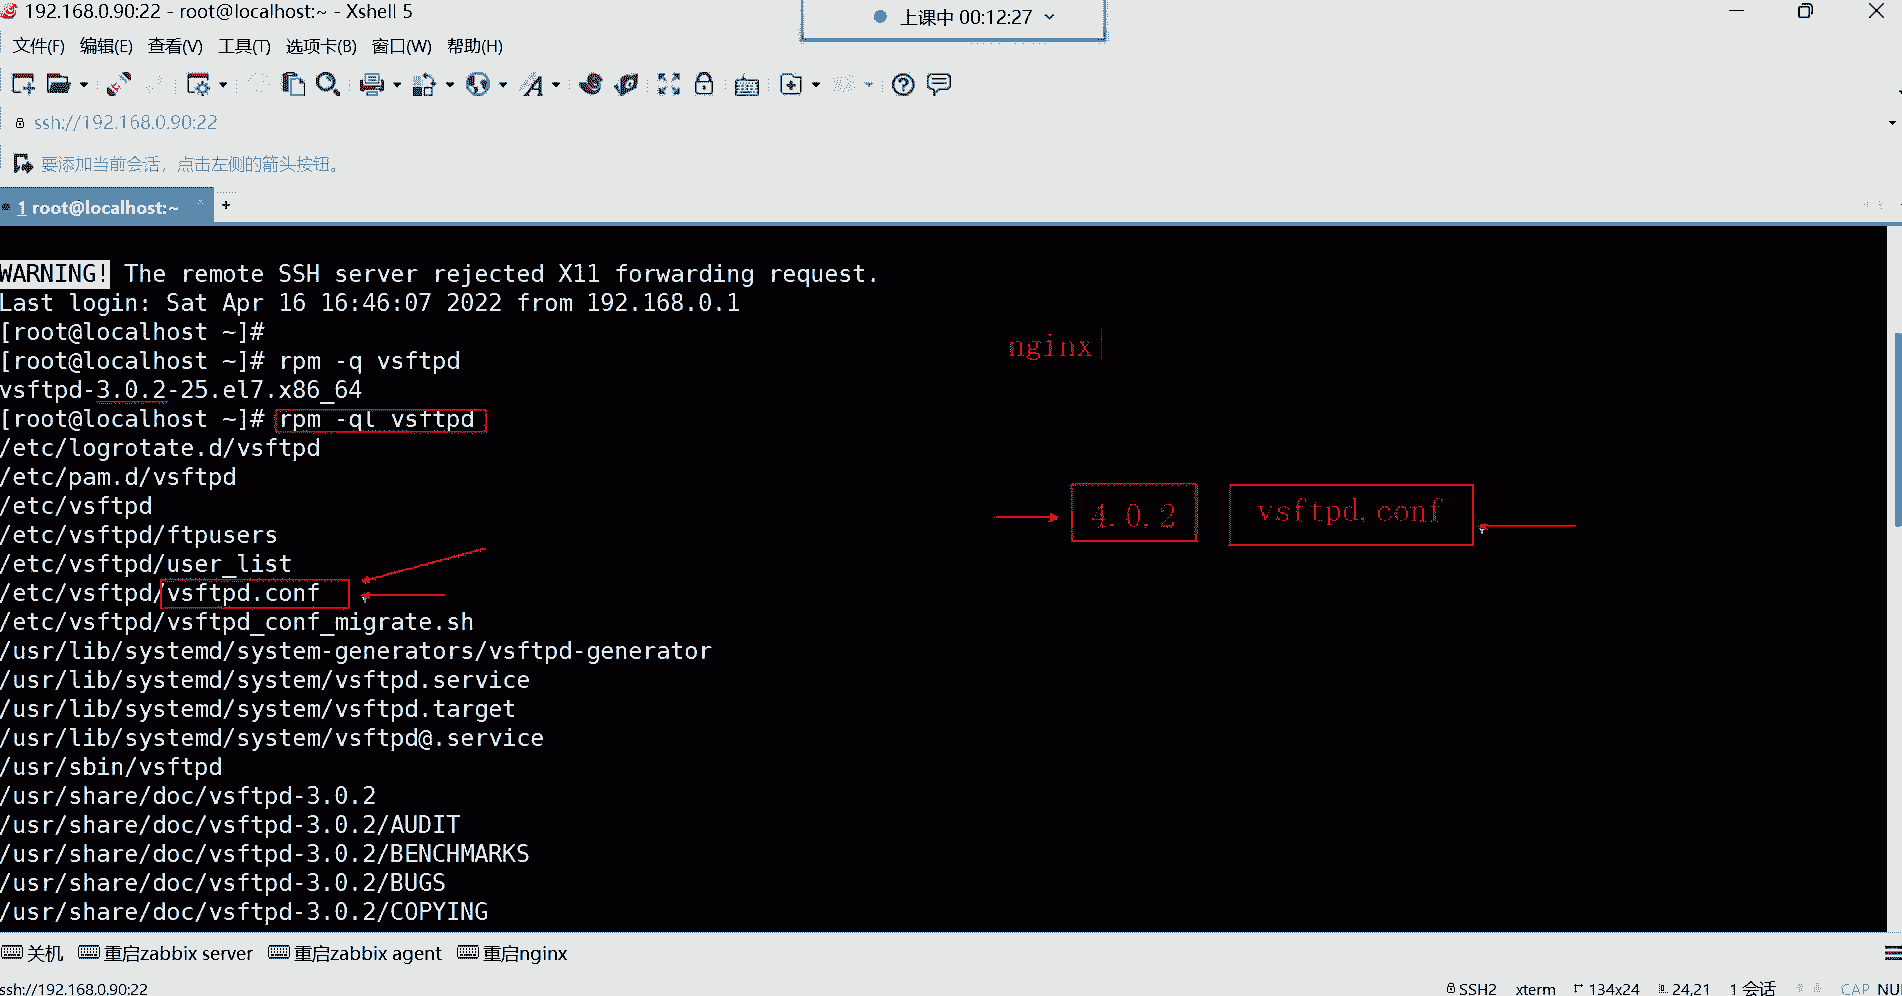 192.168.0.90:22 - root@localhost:~ - Xshell 5
上课中 00:12:27
文件(F) 编辑(E) 查看(V) 工具(T) 选项卡(B) 窗口(W) 帮助(H)
ssh://192.168.0.90:22
要添加当前会话，点击左侧的箭头按钮。
1 root@localhost:~
WARNING! The remote SSH server rejected X11 forwarding request.
Last login: Sat Apr 16 16:46:07 2022 from 192.168.0.1
[root@localhost ~]#
[root@localhost ~]# rpm -q vsftpd
vsftpd-3.0.2-25.el7.x86_64
[root@localhost ~]# rpm -ql vsftpd
/etc/logrotate.d/vsftpd
/etc/pam.d/vsftpd
/etc/vsftpd
/etc/vsftpd/ftpusers
/etc/vsftpd/user_list
/etc/vsftpd/vsftpd.conf
/etc/vsftpd/vsftpd_conf_migrate.sh
/usr/lib/systemd/system-generators/vsftpd-generator
/usr/lib/systemd/system/vsftpd.service
/usr/lib/systemd/system/vsftpd.target
/usr/lib/systemd/system/vsftpd@.service
/usr/sbin/vsftpd
/usr/share/doc/vsftpd-3.0.2
/usr/share/doc/vsftpd-3.0.2/AUDIT
/usr/share/doc/vsftpd-3.0.2/BENCHMARKS
/usr/share/doc/vsftpd-3.0.2/BUGS
/usr/share/doc/vsftpd-3.0.2/COPYING
nginx
4.0.2 vsftpd.conf
关机 重启zabbix server 重启zabbix agent 重启nginx
ssh://192.168.0.90:22 SSH2 xterm 134x24 24,21 1 会话 CAP NU